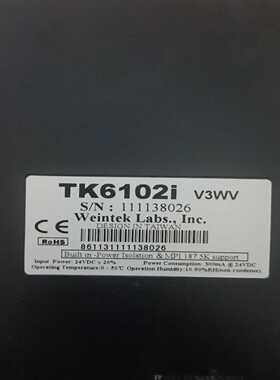 TK6102i V3WV
S/N : 111138026
Weintek Labs., Inc.
DESIGN IN TAIWAN
CE
RoHS
861131111138026
Built in -Power Isolation & MPI 187.5K support
Input Power: 24VDC ± 20% Power Consumption: 300mA @ 24VDC
Operating Temperature:0 - 50℃ Operation Humidity:10-90%RH(non condensor)